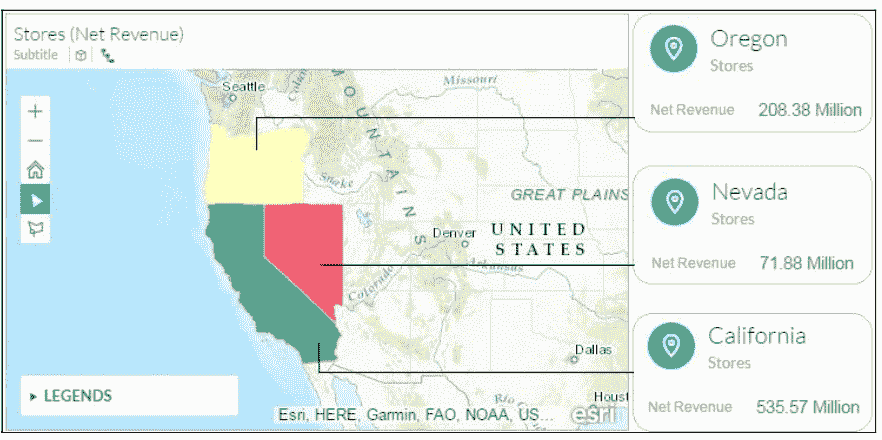 Stores (Net Revenue)
Subtitle
Seattle
Missouri
MOUNTAINS
Snake
GREAT PLAINS
Denver
UNITED
STATES
Arkansas
Colorado
Dallas
Houst
LEGENDS
Esri, HERE, Garmin, FAO, NOAA, US...
esri
Oregon
Stores
Net Revenue 208.38 Million
Nevada
Stores
Net Revenue 71.88 Million
California
Stores
Net Revenue 535.57 Million